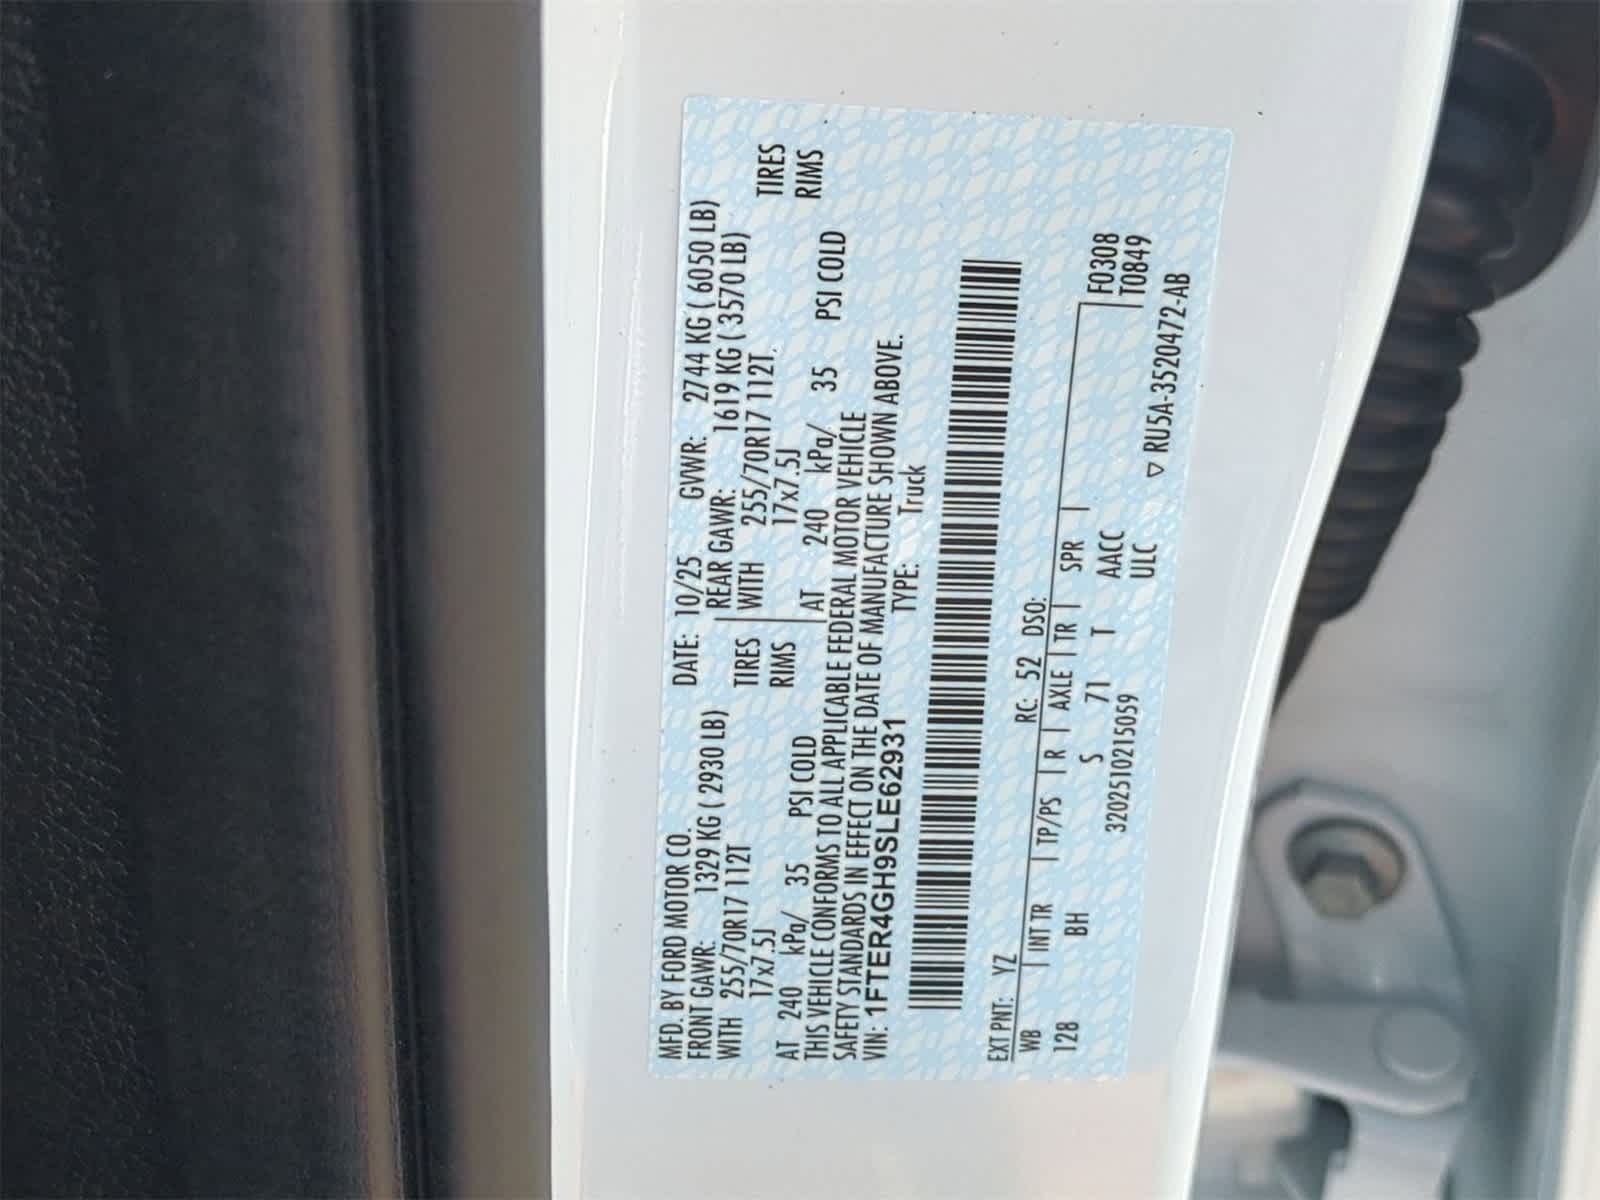 MFD. BY FORD MOTOR CO. DATE: 10/25 GVWR: 2744 KG ( 6050 LB)
FRONT GAWR: 1329 KG ( 2930 LB) REAR GAWR: 1619 KG ( 3570 LB)
WITH 255/70R17 112T TIRES WITH 255/70R17 112T TIRES
17x7.5J RIMS 17x7.5J RIMS
AT 240 kPa/ 35 PSI COLD AT 240 kPa/ 35 PSI COLD
THIS VEHICLE CONFORMS TO ALL APPLICABLE FEDERAL MOTOR VEHICLE
SAFETY STANDARDS IN EFFECT ON THE DATE OF MANUFACTURE SHOWN ABOVE.
VIN: 1FTER4GH9SLE62931 TYPE: Truck
EXT PNT: YZ RC: 52 DSO:
WB INT TR TP/PS R AXLE TR SPR F0308
128 BH S 71 T AACC T0849
3202510215059 ULC ▽ RU5A-3520472-AB